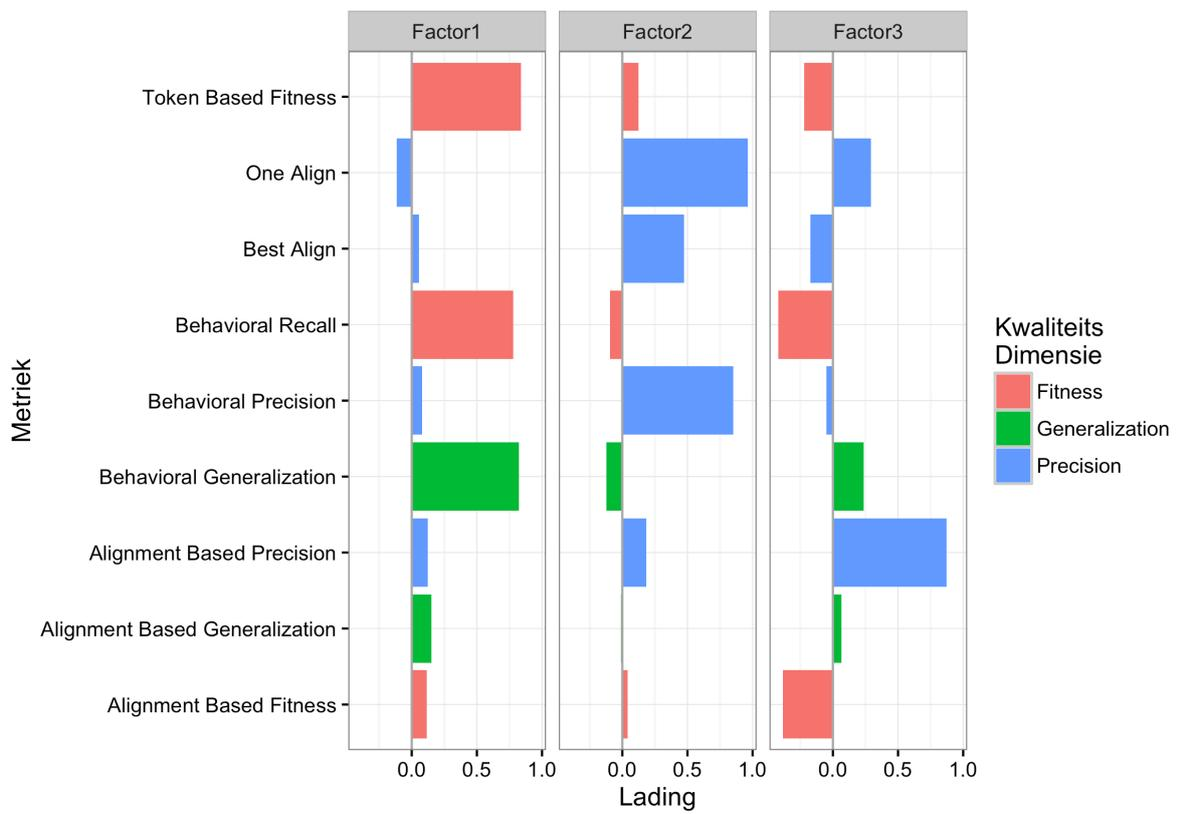 Factor1
Factor2
Factor3
Token Based Fitness
One Align
Best Align
Behavioral Recall
Behavioral Precision
Behavioral Generalization
Alignment Based Precision
Alignment Based Generalization
Alignment Based Fitness
Metriek
0.0 0.5 1.0
0.0 0.5 1.0
0.0 0.5 1.0
Lading
Kwaliteits
Dimensie
Fitness
Generalization
Precision